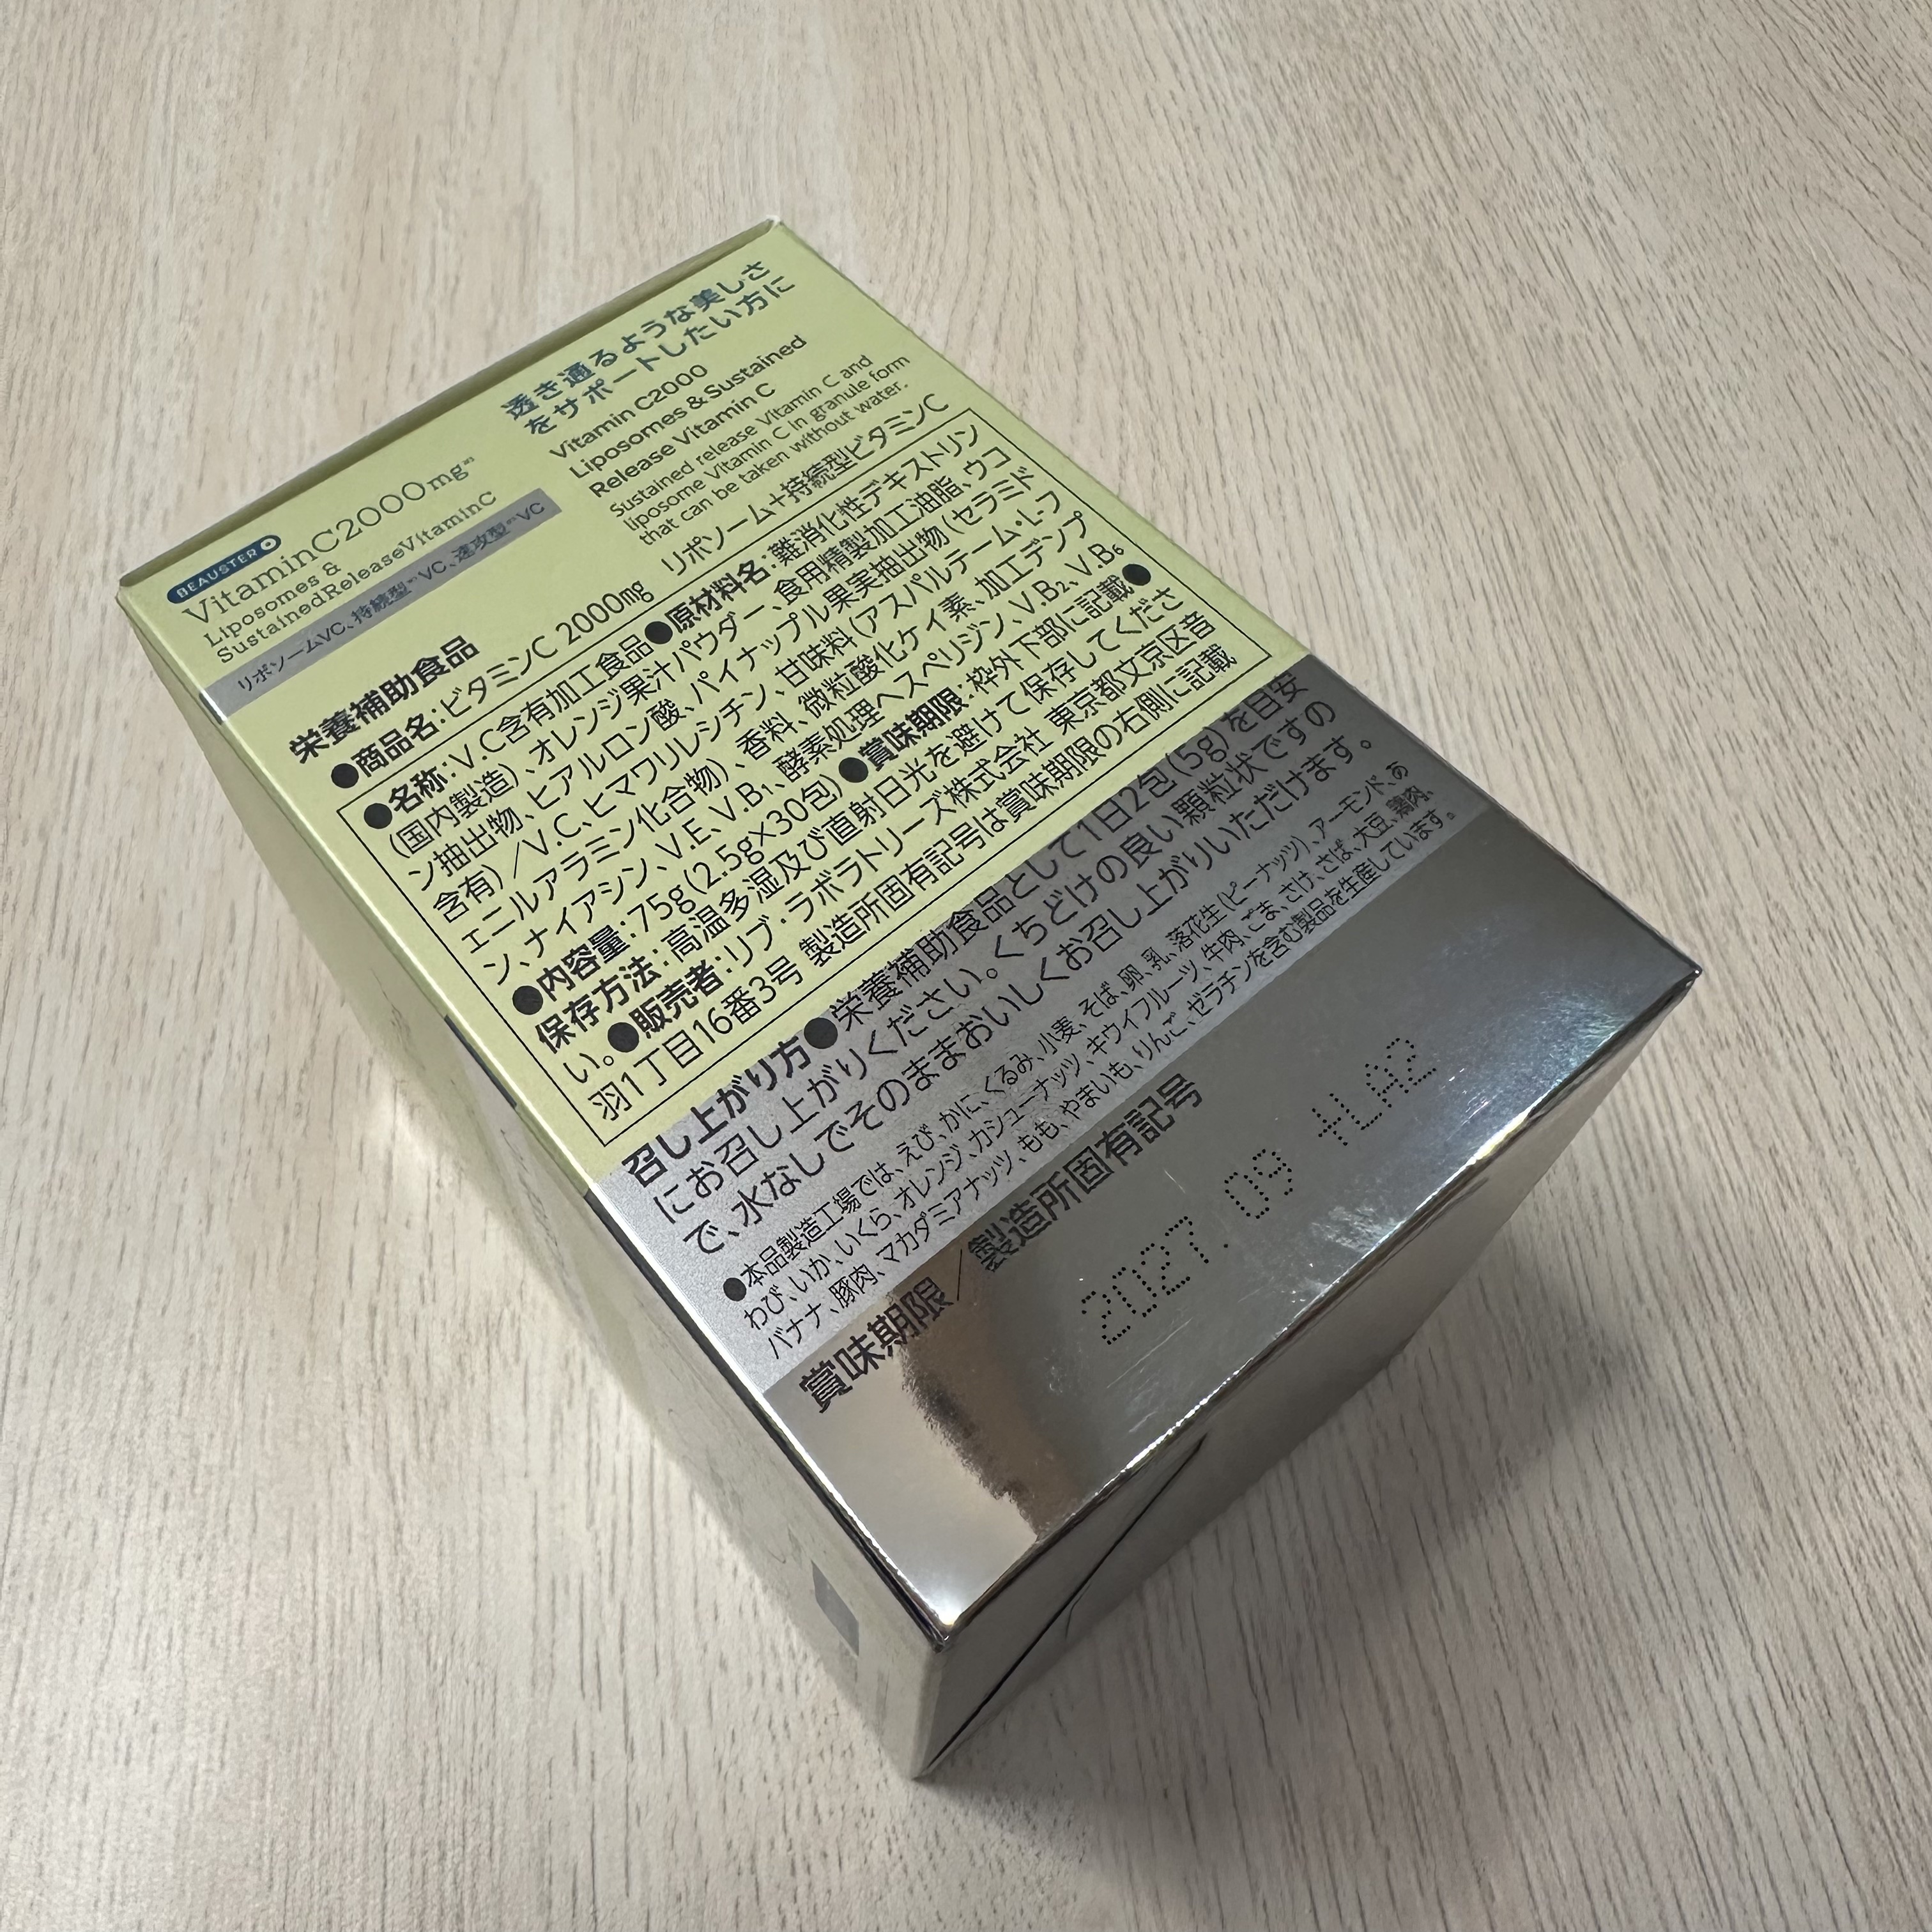 BEAUSTER
VitaminC2000mg
Liposomes &
SustainedReleaseVitaminC
リポソームVC、持続型VC、速攻型VC
透き通るような美しさ
をサポートしたい方に
Vitamin C2000
Liposomes & Sustained
Release Vitamin C
Sustained release Vitamin C and
liposome Vitamin C in granule form
that can be taken without water.
栄養補助食品
●商品名：ビタミンC 2000mg リポソーム+持続型ビタミンC
●名称：V.C含有加工食品●原材料名：難消化性デキストリン
（国内製造）、オレンジ果汁パウダー、食用精製加工油脂、ウコ
ン抽出物、ヒアルロン酸、パイナップル果実抽出物（セラミド
含有）／V.C、ヒマワリレシチン、甘味料（アスパルテーム・L-フ
ェニルアラミン化合物）、香料、微粒酸化ケイ素、加工デンプ
ン、ナイアシン、V.E、V.B₁、酵素処理ヘスペリジン、V.B₂、V.B₆
●内容量：75g（2.5g×30包）●賞味期限：枠外下部に記載●
保存方法：高温多湿及び直射日光を避けて保存してくださ
い。●販売者：リブ・ラボラトリーズ株式会社 東京都文京区音
羽1丁目16番3号 製造所固有記号は賞味期限の右側に記載
召し上がり方●栄養補助食品として1日2包(5g)を目安
にお召し上がりください。くちどけの良い顆粒状ですの
で、水なしでそのままおいしくお召し上がりいただけます。
●本品製造工場では、えび、かに、くるみ、小麦、そば、卵、乳、落花生（ピーナッツ）、アーモンド、あ
わび、いか、いくら、オレンジ、カシューナッツ、キウイフルーツ、牛肉、ごま、さけ、さば、大豆、鶏肉、
バナナ、豚肉、マカダミアナッツ、もも、やまいも、りんご、ゼラチンを含む製品を生産しています。
賞味期限／製造所固有記号
2027. 09 +LA2